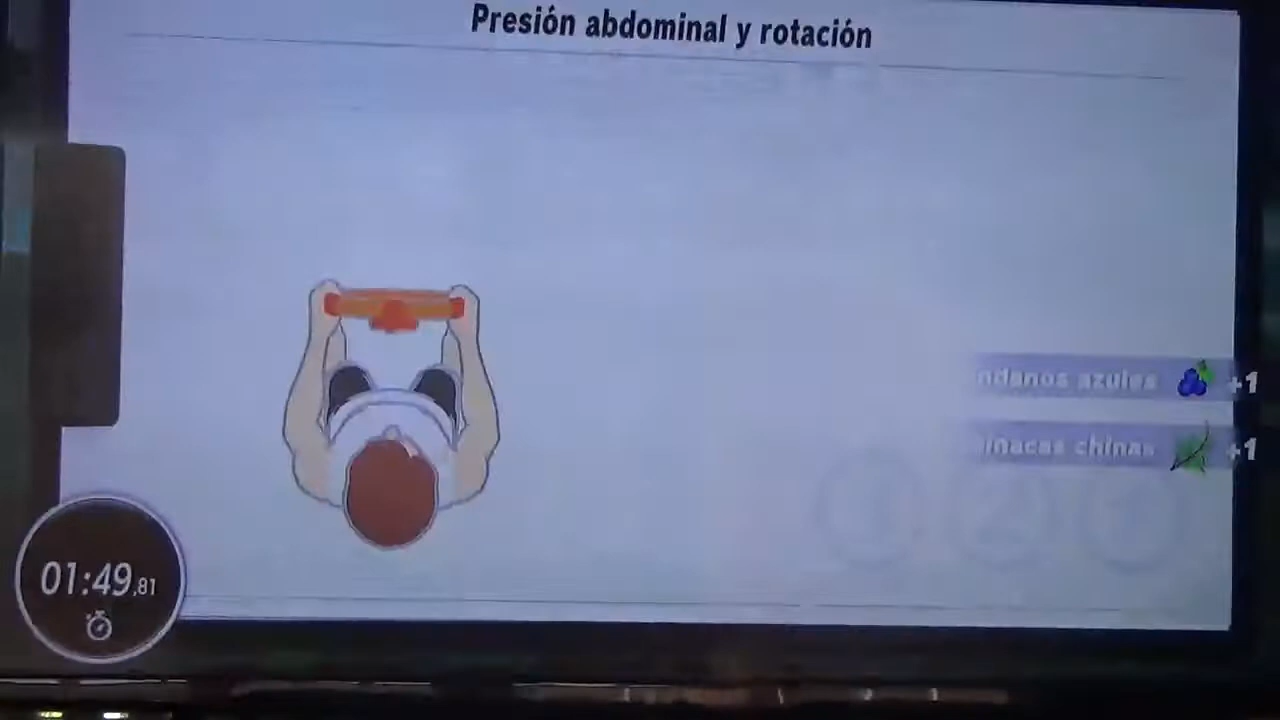 Presión abdominal y rotación
ndanos azules +1
inacas chinas +1
01:49.81